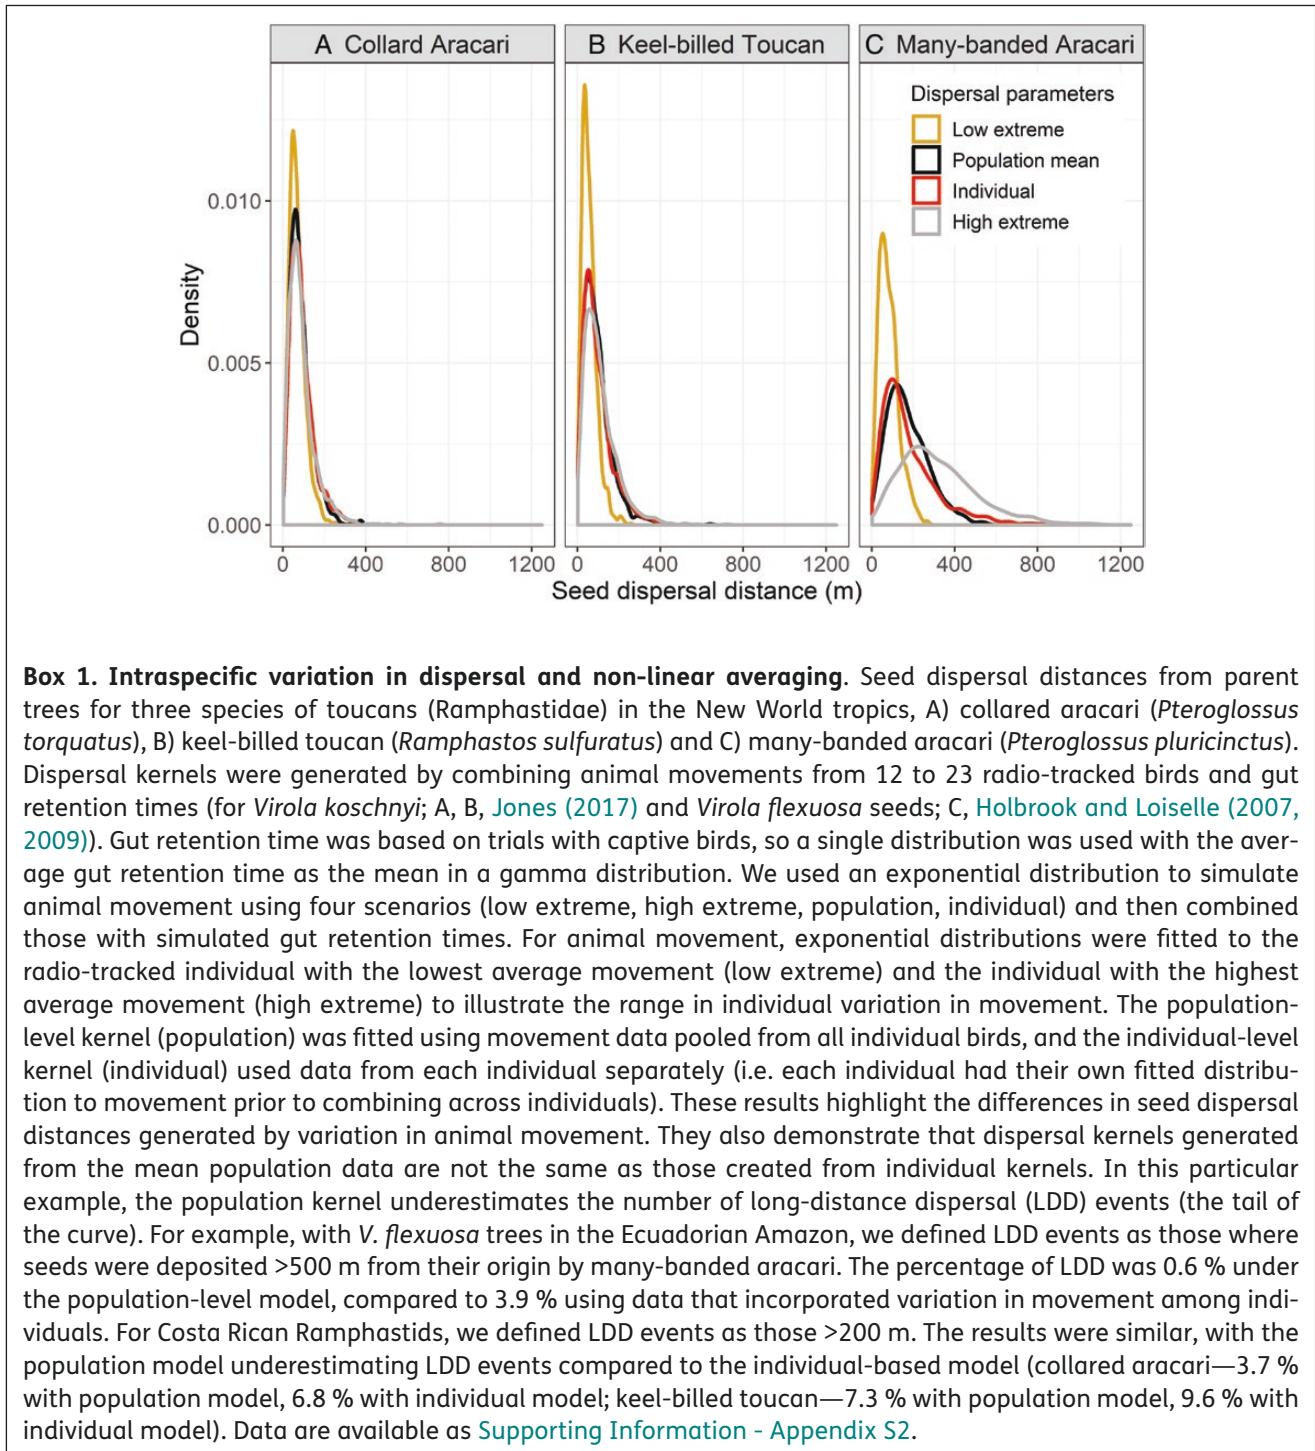 A Collard Aracari
B Keel-billed Toucan
C Many-banded Aracari
Dispersal parameters
Low extreme
Population mean
Individual
High extreme
Density
0.010
0.005
0.000
0 400 800 1200
0 400 800 1200
0 400 800 1200
Seed dispersal distance (m)
Box 1. Intraspecific variation in dispersal and non-linear averaging. Seed dispersal distances from parent
trees for three species of toucans (Ramphastidae) in the New World tropics, A) collared aracari (Pteroglossus
torquatus), B) keel-billed toucan (Ramphastos sulfuratus) and C) many-banded aracari (Pteroglossus pluricinctus).
Dispersal kernels were generated by combining animal movements from 12 to 23 radio-tracked birds and gut
retention times (for Virola koschnyi; A, B, Jones (2017) and Virola flexuosa seeds; C, Holbrook and Loiselle (2007,
2009)). Gut retention time was based on trials with captive birds, so a single distribution was used with the aver-
age gut retention time as the mean in a gamma distribution. We used an exponential distribution to simulate
animal movement using four scenarios (low extreme, high extreme, population, individual) and then combined
those with simulated gut retention times. For animal movement, exponential distributions were fitted to the
radio-tracked individual with the lowest average movement (low extreme) and the individual with the highest
average movement (high extreme) to illustrate the range in individual variation in movement. The population-
level kernel (population) was fitted using movement data pooled from all individual birds, and the individual-level
kernel (individual) used data from each individual separately (i.e. each individual had their own fitted distribu-
tion to movement prior to combining across individuals). These results highlight the differences in seed dispersal
distances generated by variation in animal movement. They also demonstrate that dispersal kernels generated
from the mean population data are not the same as those created from individual kernels. In this particular
example, the population kernel underestimates the number of long-distance dispersal (LDD) events (the tail of
the curve). For example, with V. flexuosa trees in the Ecuadorian Amazon, we defined LDD events as those where
seeds were deposited >500 m from their origin by many-banded aracari. The percentage of LDD was 0.6 % under
the population-level model, compared to 3.9 % using data that incorporated variation in movement among indi-
viduals. For Costa Rican Ramphastids, we defined LDD events as those >200 m. The results were similar, with the
population model underestimating LDD events compared to the individual-based model (collared aracari—3.7 %
with population model, 6.8 % with individual model; keel-billed toucan—7.3 % with population model, 9.6 % with
individual model). Data are available as Supporting Information - Appendix S2.